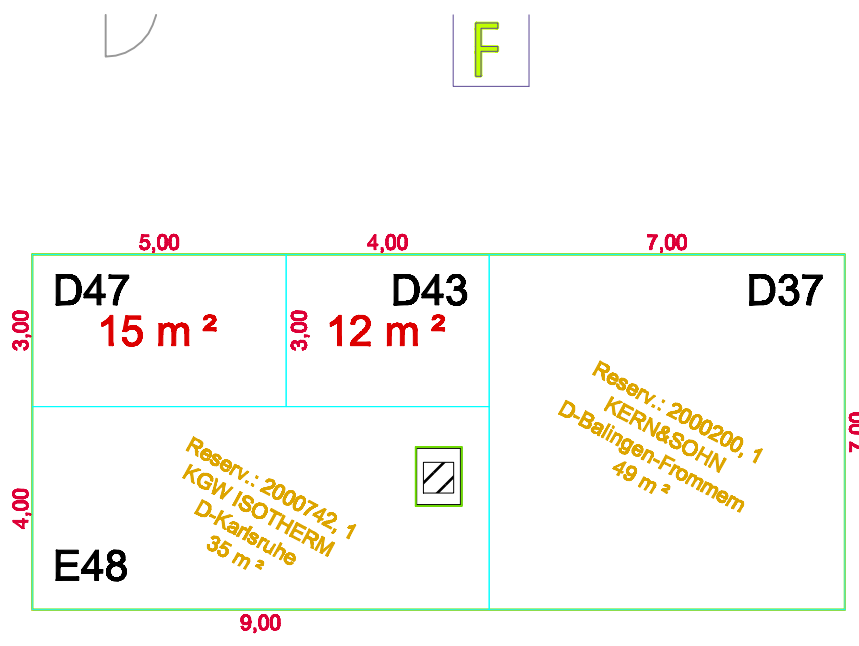 F
5,00
4,00
7,00
D47
D43
D37
15 m ²
12 m ²
3,00
3,00
Reserv.: 2000200, 1
KERN&SOHN
D-Balingen-Frommern
49 m ²
7,00
Reserv.: 2000742, 1
KGW ISOTHERM
D-Karlsruhe
35 m ²
4,00
E48
9,00